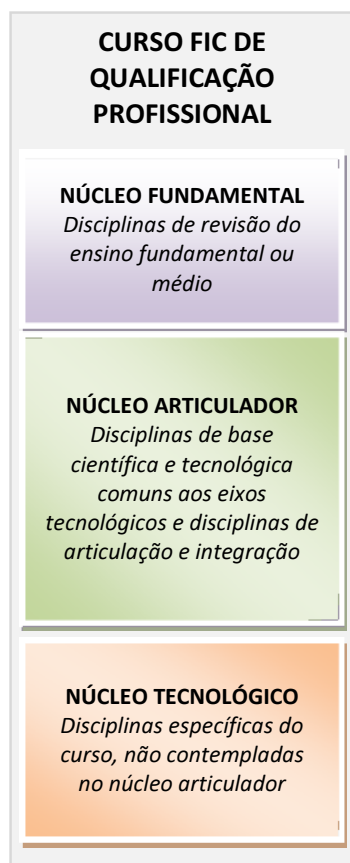 CURSO FIC DE
QUALIFICAÇÃO
PROFISSIONAL
NÚCLEO FUNDAMENTAL
Disciplinas de revisão do
ensino fundamental ou
médio
NÚCLEO ARTICULADOR
Disciplinas de base
científica e tecnológica
comuns aos eixos
tecnológicos e disciplinas de
articulação e integração
NÚCLEO TECNOLÓGICO
Disciplinas específicas do
curso, não contempladas
no núcleo articulador